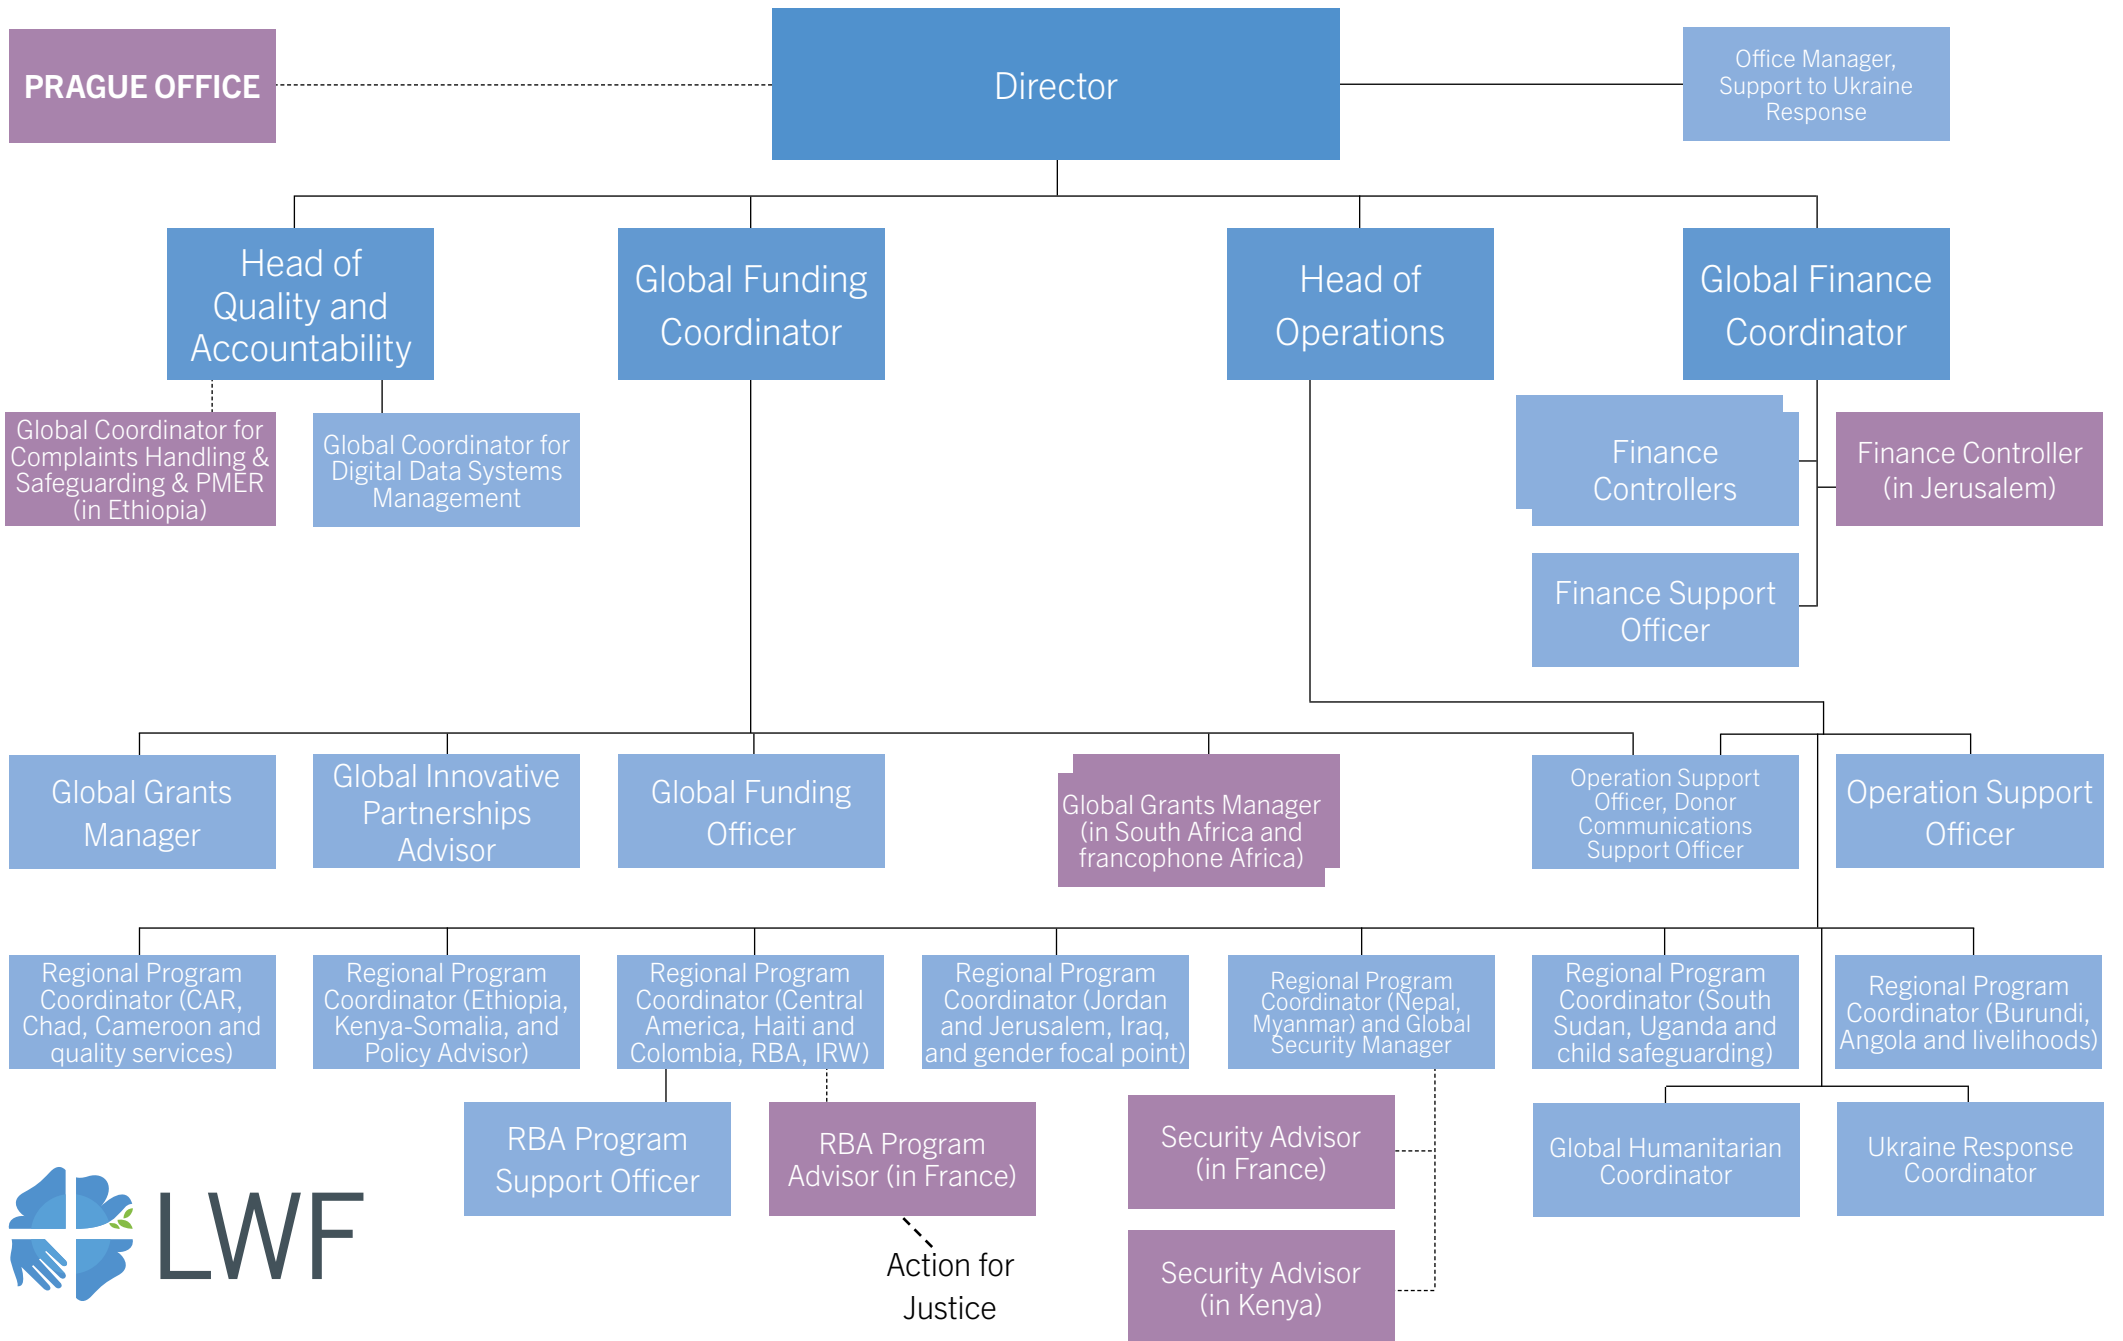 PRAGUE OFFICE
Director
Office Manager,
Support to Ukraine
Response
Head of
Quality and
Accountability
Global Funding
Coordinator
Head of
Operations
Global Finance
Coordinator
Global Coordinator for
Complaints Handling &
Safeguarding & PMER
(in Ethiopia)
Global Coordinator for
Digital Data Systems
Management
Finance
Controllers
Finance Controller
(in Jerusalem)
Finance Support
Officer
Global Grants
Manager
Global Innovative
Partnerships
Advisor
Global Funding
Officer
Global Grants Manager
(in South Africa and
francophone Africa)
Operation Support
Officer, Donor
Communications
Support Officer
Operation Support
Officer
Regional Program
Coordinator (CAR,
Chad, Cameroon and
quality services)
Regional Program
Coordinator (Ethiopia,
Kenya-Somalia, and
Policy Advisor)
Regional Program
Coordinator (Central
America, Haiti and
Colombia, RBA, IRW)
Regional Program
Coordinator (Jordan
and Jerusalem, Iraq,
and gender focal point)
Regional Program
Coordinator (Nepal,
Myanmar) and Global
Security Manager
Regional Program
Coordinator (South
Sudan, Uganda and
child safeguarding)
Regional Program
Coordinator (Burundi,
Angola and livelihoods)
RBA Program
Support Officer
RBA Program
Advisor (in France)
Security Advisor
(in France)
Global Humanitarian
Coordinator
Ukraine Response
Coordinator
LWF
Action for
Justice
Security Advisor
(in Kenya)